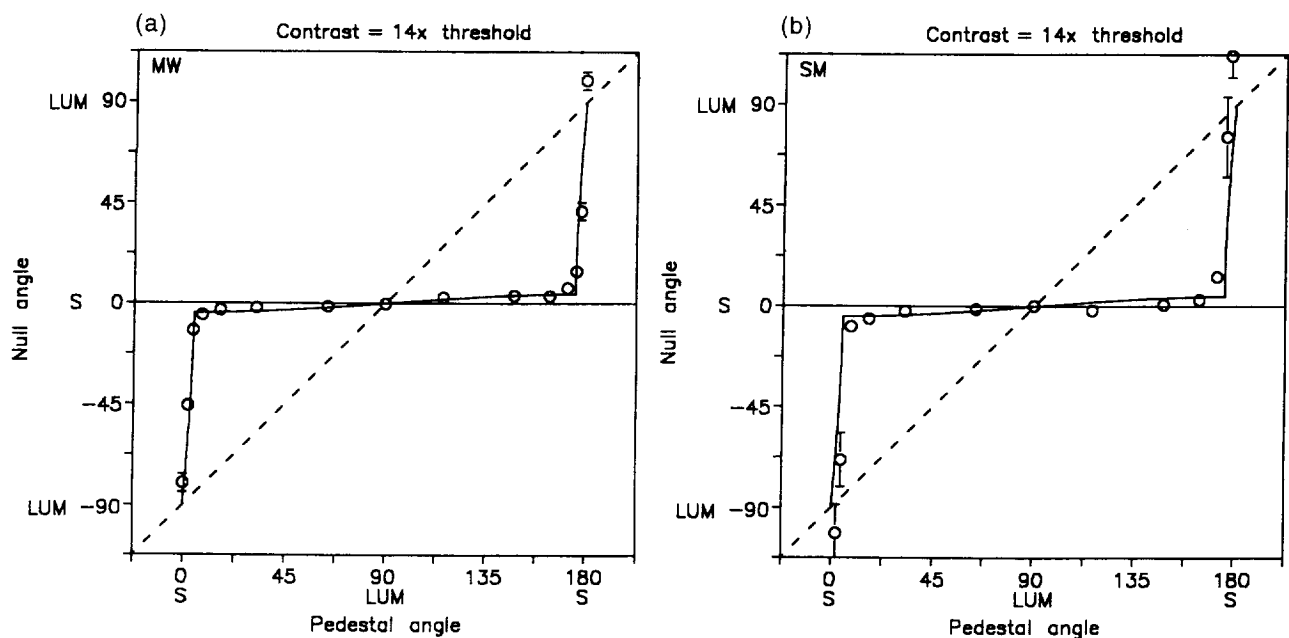 (a)
Contrast = 14x threshold
MW
LUM 90
45
S 0
-45
LUM -90
Null angle
0 45 90 135 180
S LUM S
Pedestal angle
(b)
Contrast = 14x threshold
SM
LUM 90
45
S 0
-45
LUM -90
Null angle
0 45 90 135 180
S LUM S
Pedestal angle